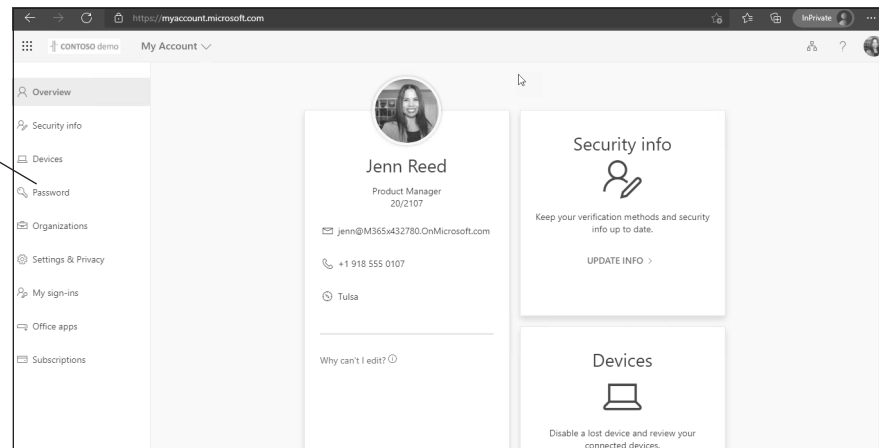 https://myaccount.microsoft.com
InPrivate
CONTOSO demo
My Account
?
Overview
Security info
Devices
Password
Organizations
Settings & Privacy
My sign-ins
Office apps
Subscriptions
Jenn Reed
Product Manager
20/2107
jenn@M365x432780.OnMicrosoft.com
+1 918 555 0107
Tulsa
Why can't I edit?
Security info
Keep your verification methods and security
info up to date.
UPDATE INFO >
Devices
Disable a lost device and review your
connected devices.